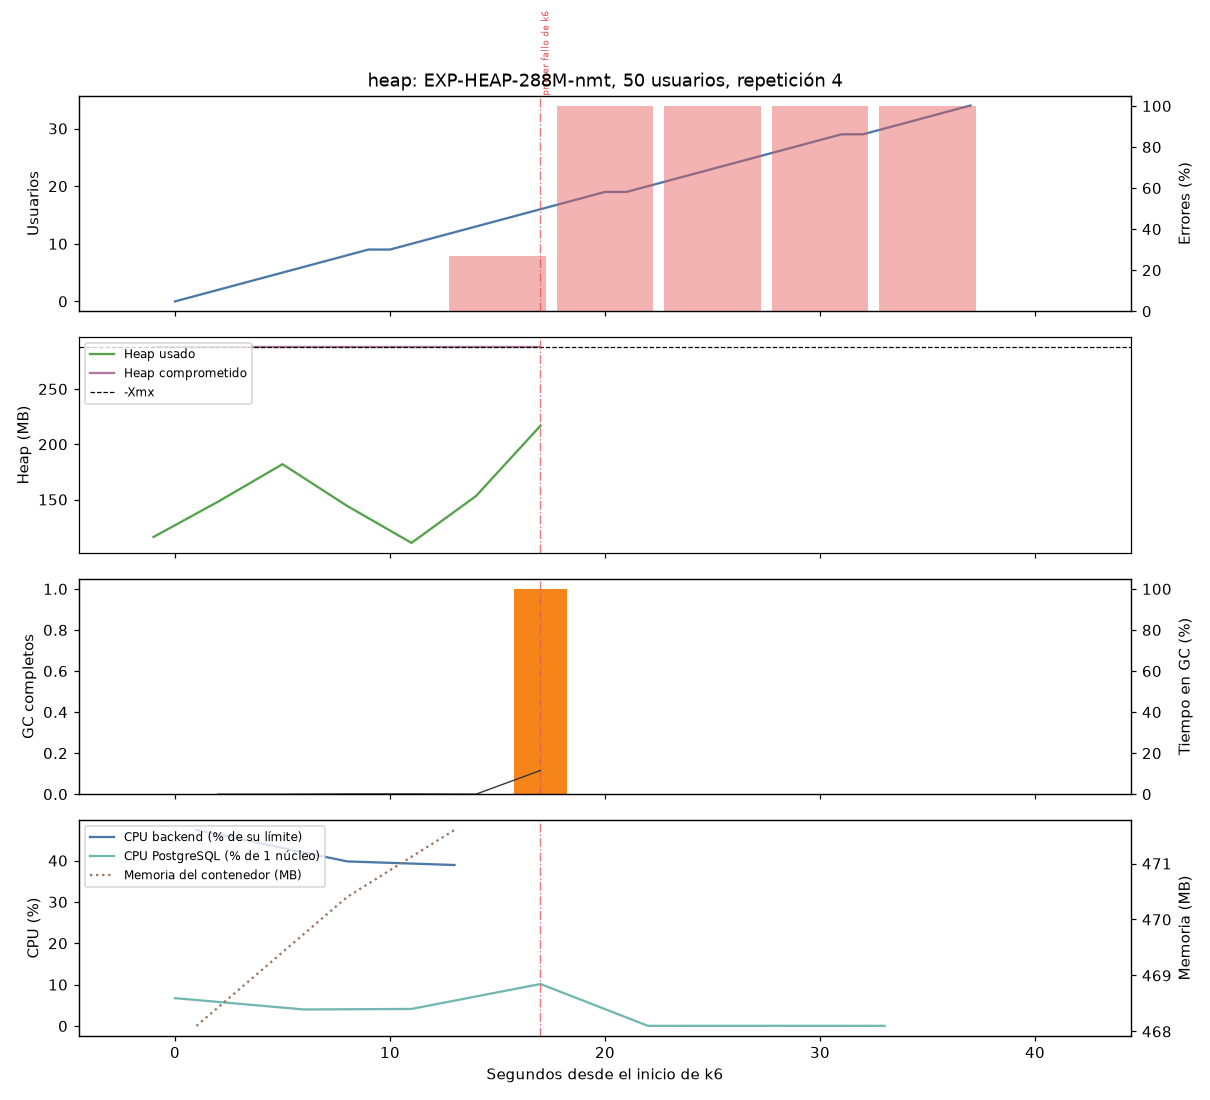 primer fallo de k6
heap: EXP-HEAP-288M-nmt, 50 usuarios, repetición 4
Usuarios
30
20
10
0
Errores (%)
100
80
60
40
20
0
Heap (MB)
250
200
150
Heap usado
Heap comprometido
-Xmx
GC completos
1.0
0.8
0.6
0.4
0.2
0.0
Tiempo en GC (%)
100
80
60
40
20
0
CPU (%)
40
30
20
10
0
CPU backend (% de su límite)
CPU PostgreSQL (% de 1 núcleo)
Memoria del contenedor (MB)
Memoria (MB)
471
470
469
468
0 10 20 30 40
Segundos desde el inicio de k6